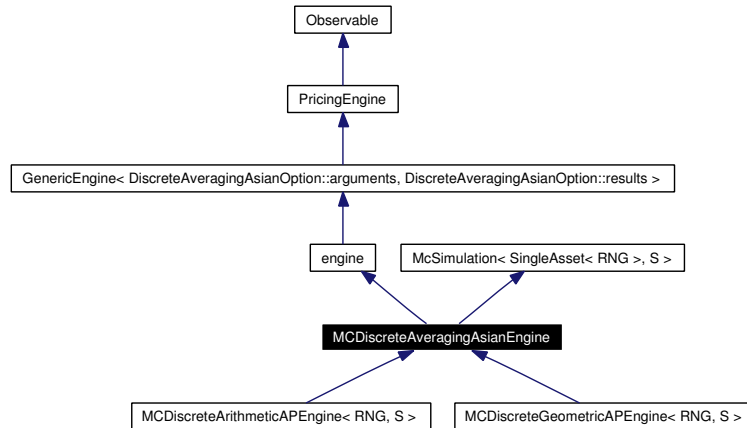 Observable
PricingEngine
GenericEngine< DiscreteAveragingAsianOption::arguments, DiscreteAveragingAsianOption::results >
engine
McSimulation< SingleAsset< RNG >, S >
MCDiscreteAveragingAsianEngine
MCDiscreteArithmeticAPEngine< RNG, S >
MCDiscreteGeometricAPEngine< RNG, S >